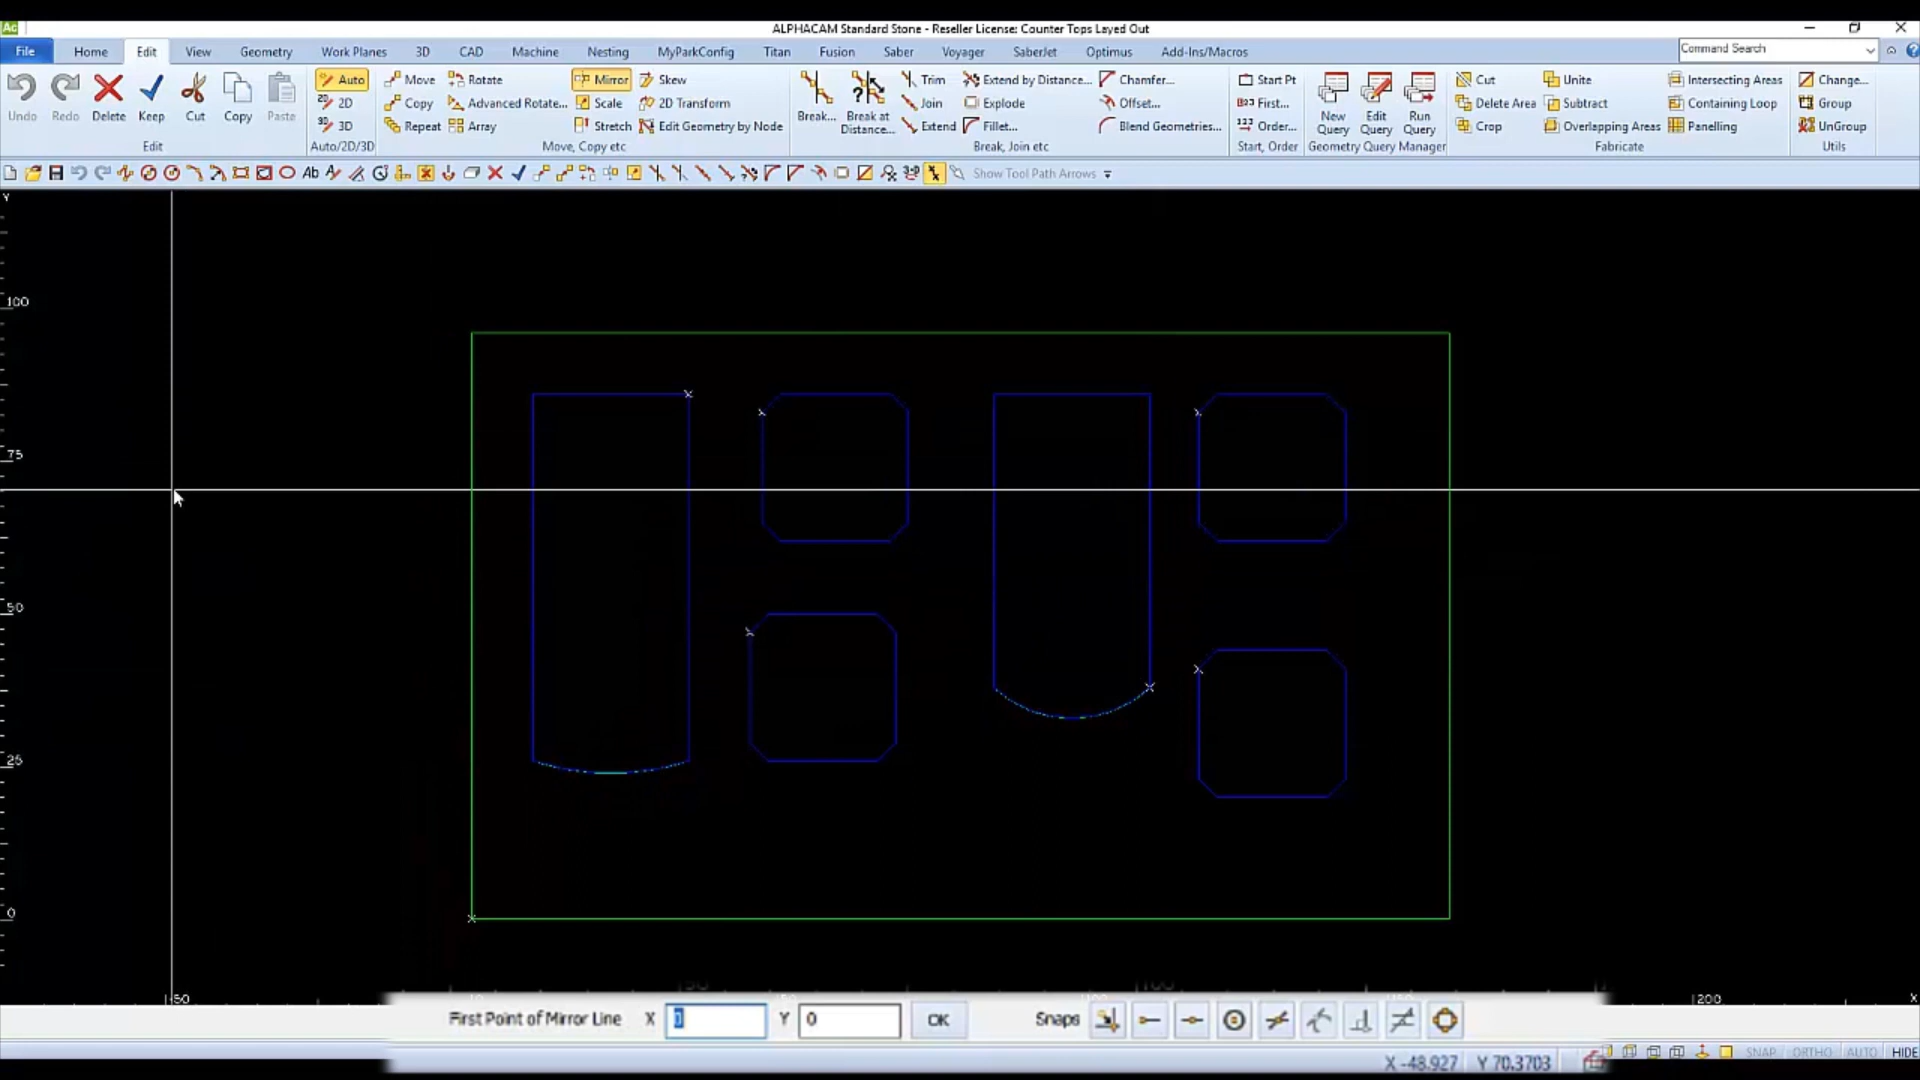 Ac
ALPHACAM Standard Stone - Reseller License: Counter Tops Layed Out
File Home Edit View Geometry Work Planes 3D CAD Machine Nesting MyParkConfig Titan Fusion Saber Voyager SaberJet Optimus Add-Ins/Macros Command Search
Auto Move Rotate Mirror Skew Trim Extend by Distance... Chamfer... Start Pt Cut Unite Intersecting Areas Change...
2D Copy Advanced Rotate... Scale 2D Transform Join Explode Offset... First... Delete Area Subtract Containing Loop Group
Undo Redo Delete Keep Cut Copy Paste 3D Repeat Array Stretch Edit Geometry by Node Break... Break at Distance... Extend Fillet... Blend Geometries... 123 Order... New Query Edit Query Run Query Crop Overlapping Areas Panelling UnGroup
Edit Auto/2D/3D Move, Copy etc Break, Join etc Start, Order Geometry Query Manager Fabricate Utils
Ab Show Tool Path Arrows
Y
100
75
50
25
0
-50 200 X
First Point of Mirror Line X 0 Y 0 OK Snaps
X -48.927 Y 70.3703 SNAP ORTHO AUTO HIDE